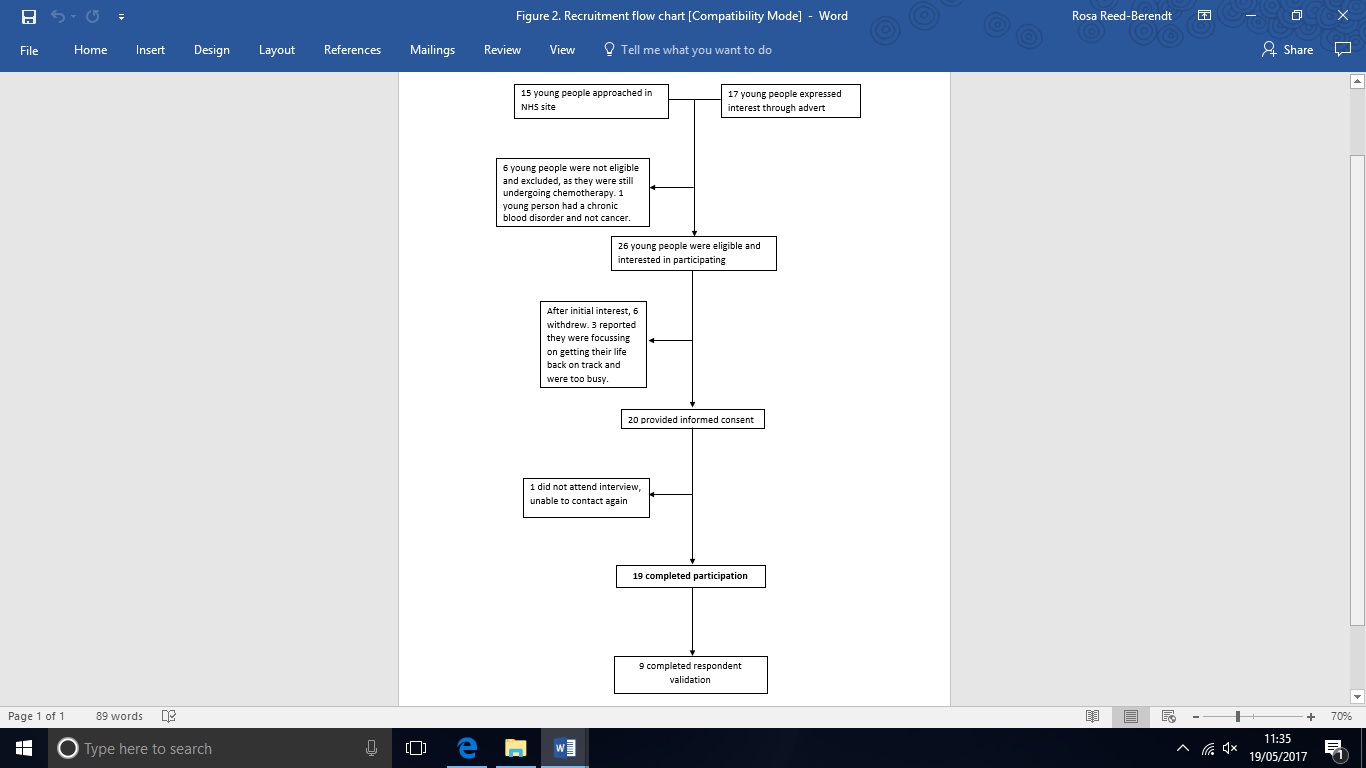 Figure 2. Recruitment flow chart [Compatibility Mode] - Word
Rosa Reed-Berendt
File
Home
Insert
Design
Layout
References
Mailings
Review
View
Tell me what you want to do
Share
15 young people approached in
NHS site
17 young people expressed
interest through advert
6 young people were not eligible
and excluded, as they were still
undergoing chemotherapy. 1
young person had a chronic
blood disorder and not cancer.
26 young people were eligible and
interested in participating
After initial interest, 6
withdrew. 3 reported
they were focussing
on getting their life
back on track and
were too busy.
20 provided informed consent
1 did not attend interview,
unable to contact again
19 completed participation
9 completed respondent
validation
Page 1 of 1
89 words
70%
Type here to search
11:35
19/05/2017
1